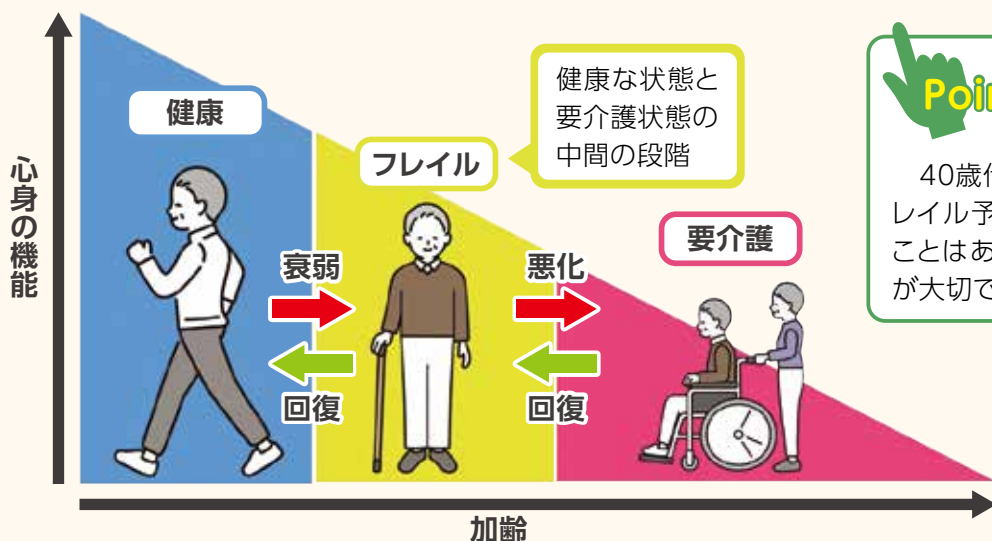 健康
フレイル
健康な状態と
要介護状態の
中間の段階
要介護
心身の機能
衰弱
回復
悪化
回復
加齢
40歳
レイル予
ことはあ
が大切で